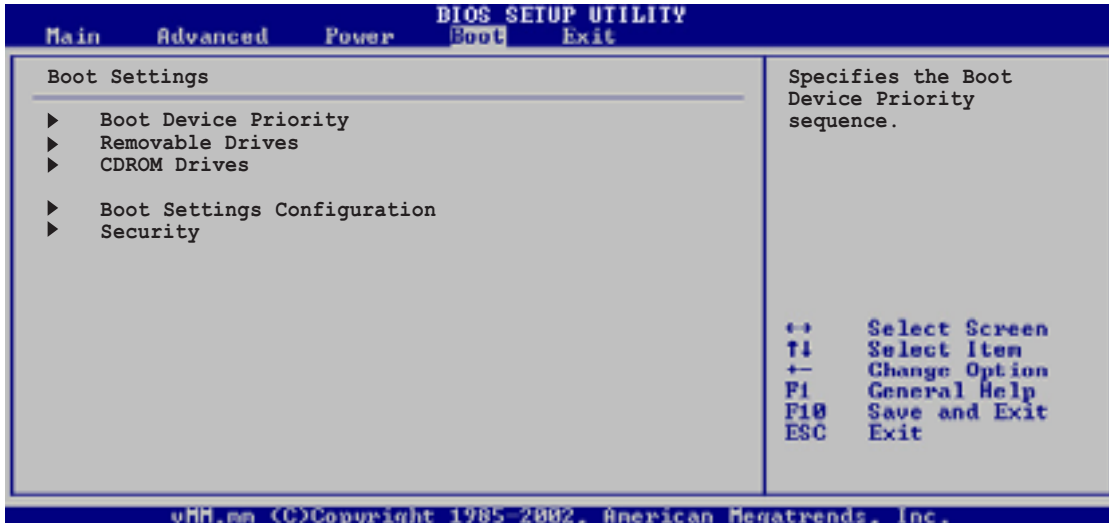 BIOS SETUP UTILITY
Main Advanced Power Boot Exit
Boot Settings
Boot Device Priority
Removable Drives
CDROM Drives
Boot Settings Configuration
Security
Specifies the Boot
Device Priority
sequence.
↔ Select Screen
↑↓ Select Item
+- Change Option
F1 General Help
F10 Save and Exit
ESC Exit
vMM.mm (C)Copyright 1985-2002, American Megatrends, Inc.